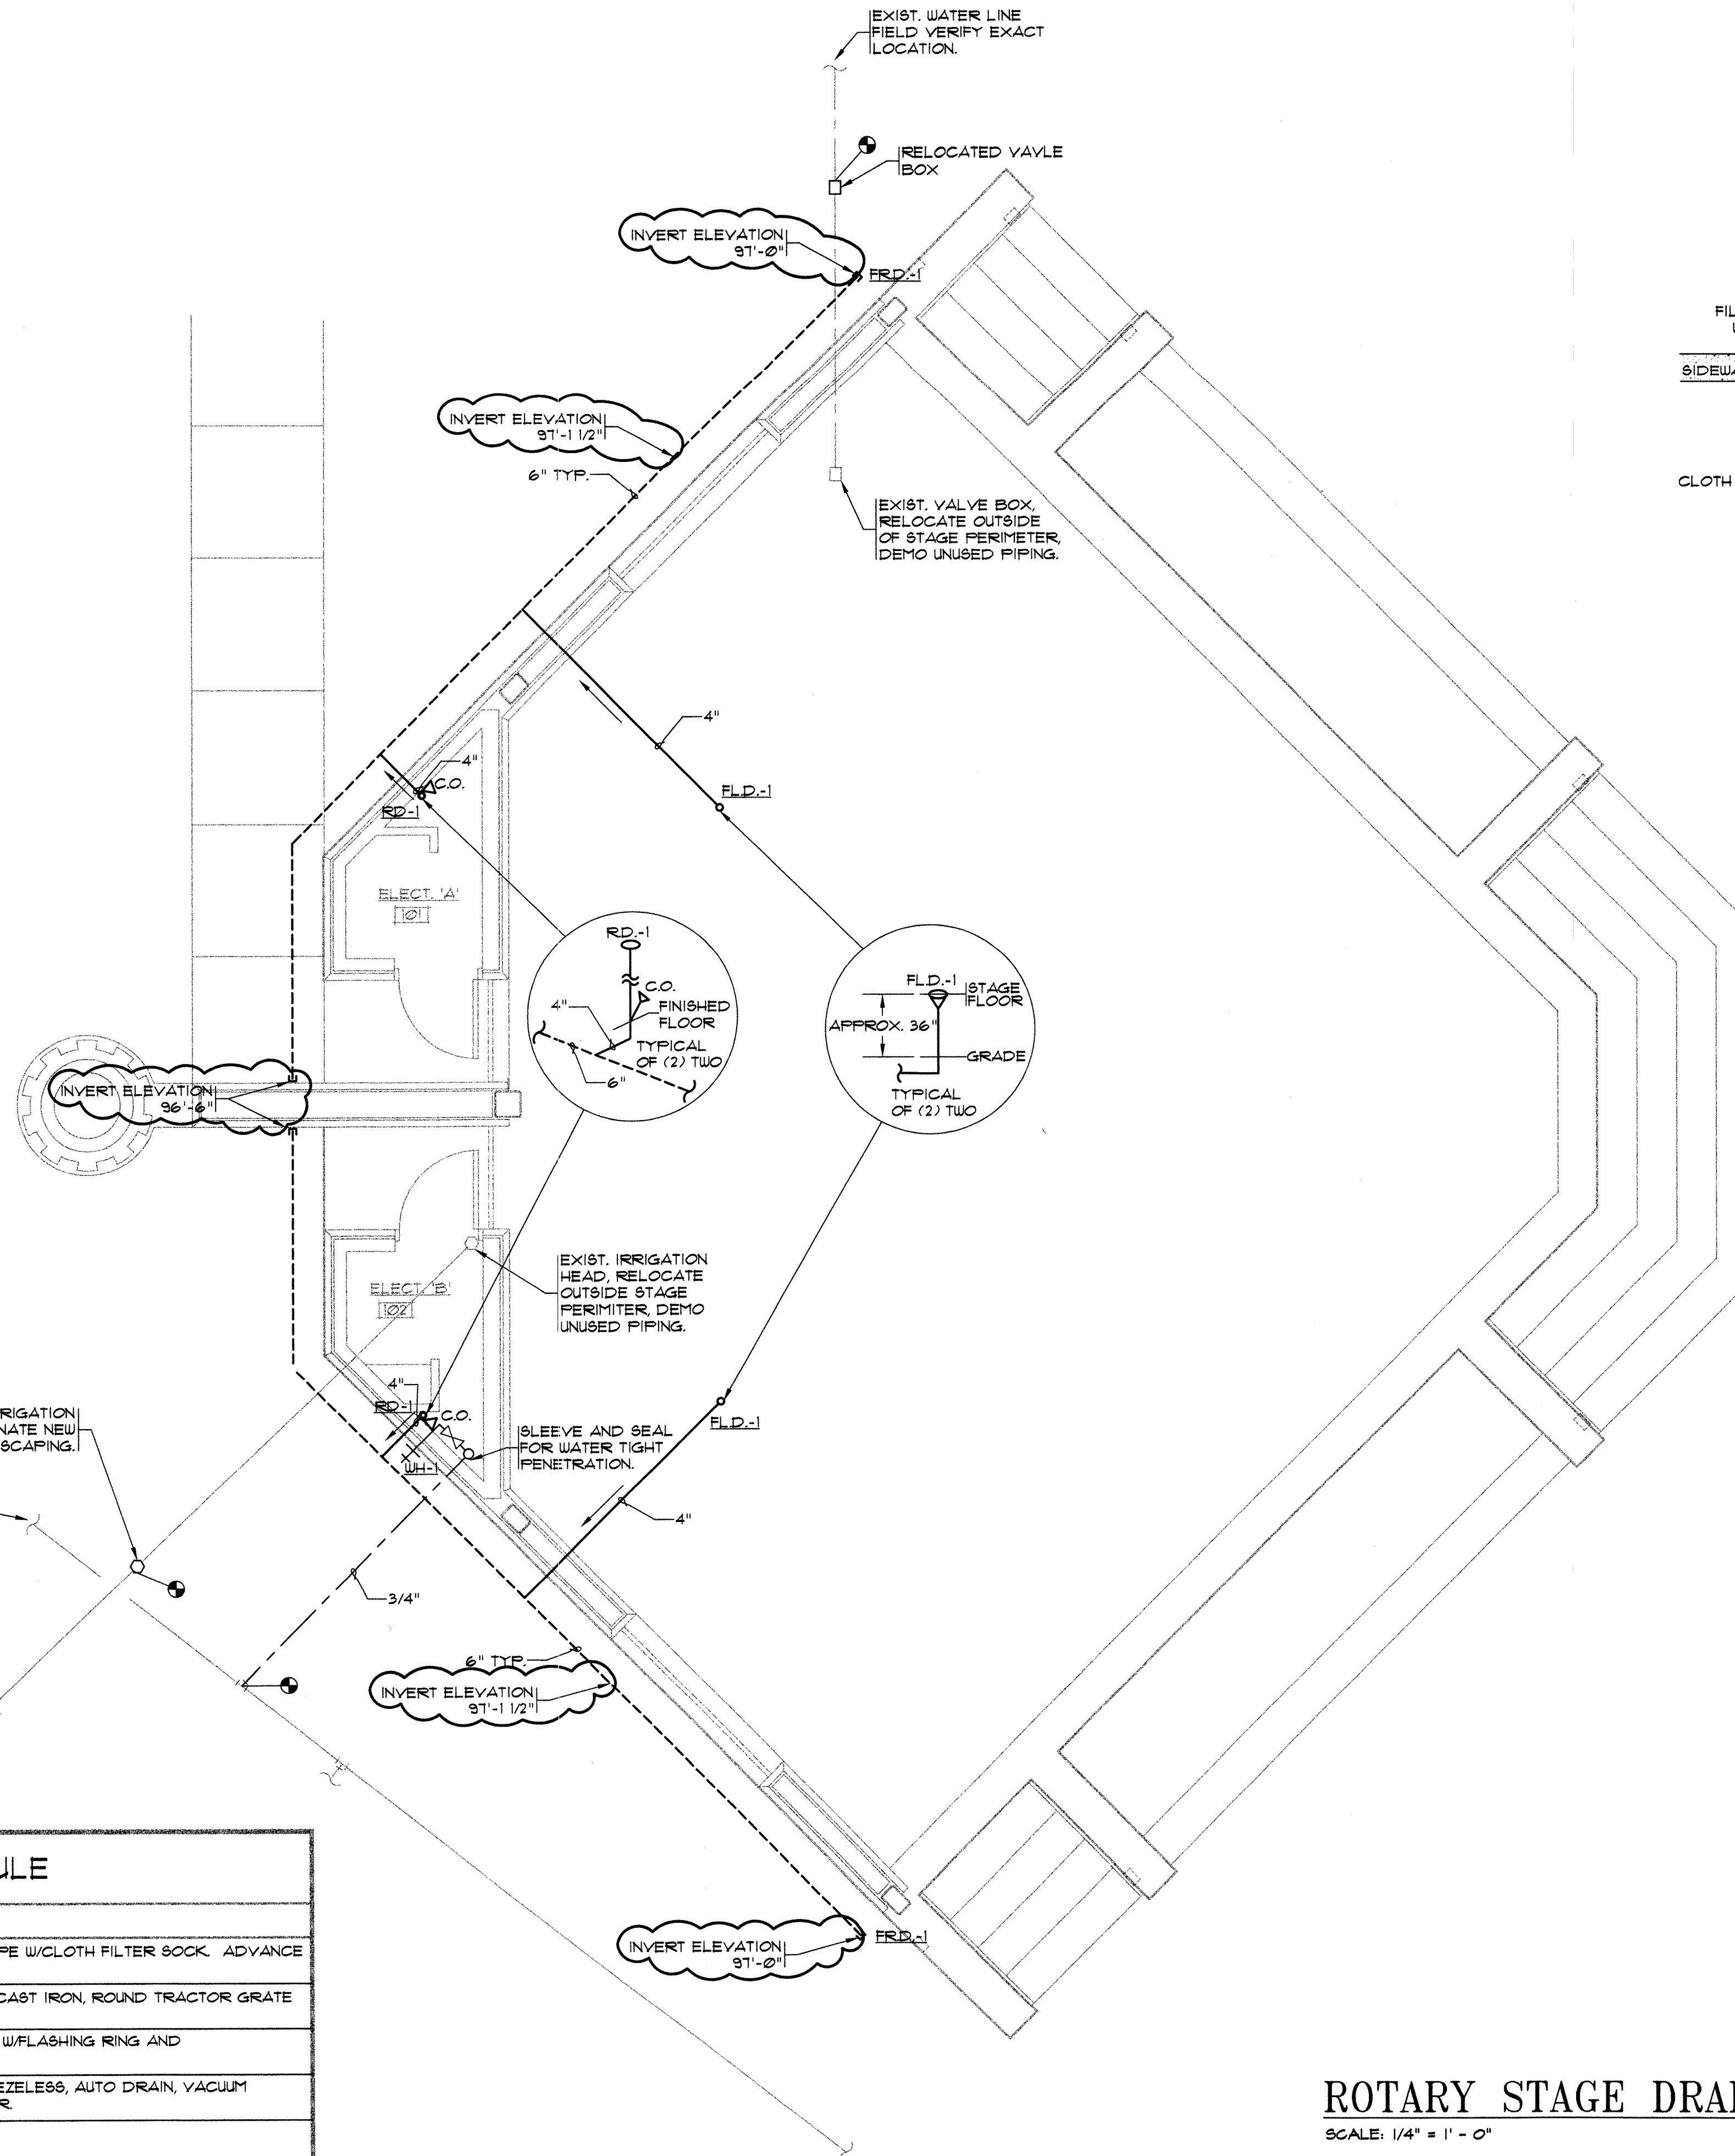 EXIST. WATER LINE
FIELD VERIFY EXACT
LOCATION.
RELOCATED VAVLE
BOX
INVERT ELEVATION
97'-0"
FRD.-1
INVERT ELEVATION
97'-1 1/2"
6" TYP.
EXIST. VALVE BOX,
RELOCATE OUTSIDE
OF STAGE PERIMETER,
DEMO UNUSED PIPING.
FIL
SIDEWA
CLOTH
4"
FL.D.-1
4"
C.O.
RD-1
ELECT. 'A'
101
RD.-1
C.O.
4"
FINISHED
FLOOR
TYPICAL
OF (2) TWO
6"
FL.D.-1
STAGE
FLOOR
APPROX. 36"
GRADE
TYPICAL
OF (2) TWO
INVERT ELEVATION
96'-6"
EXIST. IRRIGATION
HEAD, RELOCATE
OUTSIDE STAGE
PERIMITER, DEMO
UNUSED PIPING.
ELECT. 'B'
102
4"
RD-1
C.O.
WH-1
SLEEVE AND SEAL
FOR WATER TIGHT
PENETRATION.
FL.D.-1
4"
RIGATION
NATE NEW
SCAPING.
3/4"
6" TYP.
INVERT ELEVATION
97'-1 1/2"
INVERT ELEVATION
97'-0"
FRD.-1
ULE
PE W/CLOTH FILTER SOCK. ADVANCE
CAST IRON, ROUND TRACTOR GRATE
W/FLASHING RING AND
EZELESS, AUTO DRAIN, VACUUM
R.
ROTARY STAGE DRAI
SCALE: 1/4" = 1' - 0"